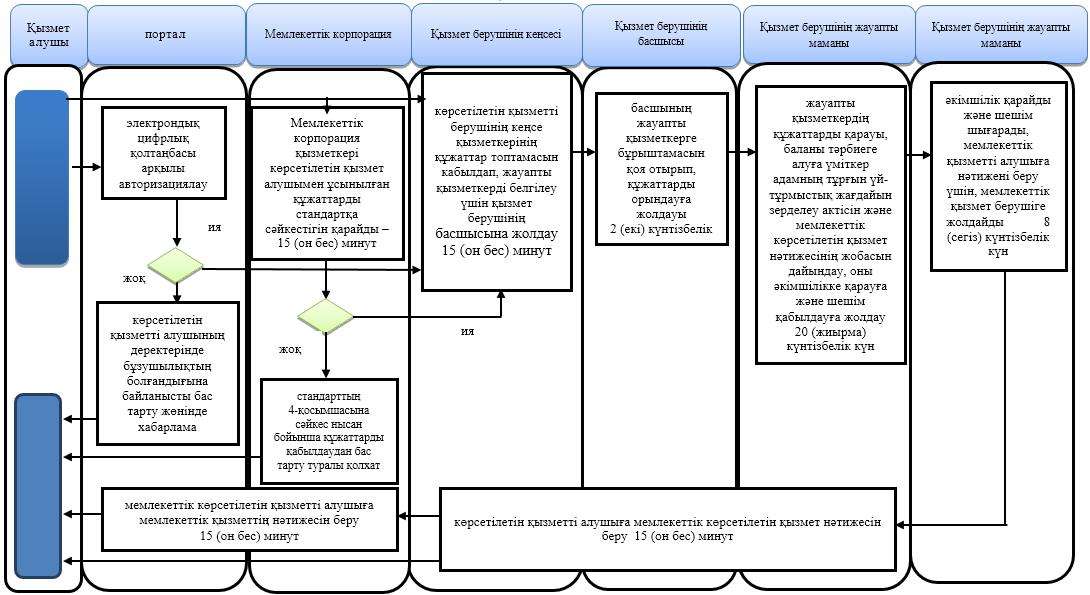 Қызмет
алушы
портал
Мемлекеттік корпорация
Қызмет берушінің кеңсесі
Қызмет берушінің
басшысы
Қызмет берушінің жауапты
маманы
Қызмет берушінің жауапты
маманы
электрондық
цифрлық
қолтаңбасы
арқылы
авторизациялау
ия
жоқ
көрсетілетін
қызметті алушының
деректерінде
бұзушылықтың
болғандығына
байланысты бас
тарту жөнінде
хабарлама
Мемлекеттік
корпорация
қызметкері
көрсетілетін қызмет
алушымен ұсынылған
құжаттарды
стандартқа
сәйкестігін қарайды –
15 (он бес) минут
ия
жоқ
стандарттың
4-қосымшасына
сәйкес нысан
бойынша құжаттарды
қабылдаудан бас
тарту туралы қолхат
көрсетілетін қызметті
берушінің кеңсе
қызметкерінің
құжаттар топтамасын
кабылдап, жауапты
қызметкерді белгілеу
үшін қызмет
берушінің
басшысына жолдау
15 (он бес) минут
басшының
жауапты
қызметкерге
бұрыштамасын
қоя отырып,
құжаттарды
орындауға
жолдауы
2 (екі) күнтізбелік
жауапты
қызметкердің
құжаттарды қарауы,
баланы тәрбиеге
алуға үміткер
адамның тұрғын үй-
тұрмыстық жағдайын
зерделеу актісін және
мемлекеттік
көрсетілетін қызмет
нәтижесінің жобасын
дайындау, оны
әкімшілікке қарауға
және шешім
қабылдауға жолдау
20 (жиырма)
күнтізбелік күн
әкімшілік қарайды
және шешім
шығарады,
мемлекеттік
қызметті алушыға
нәтижені беру
үшін, мемлекеттік
қызмет берушіге
жолдайды 8
(сегіз) күнтізбелік
күн
мемлекеттік көрсетілетін қызметті алушыға
мемлекеттік қызметтің нәтижесін беру
15 (он бес) минут
көрсетілетін қызметті алушыға мемлекеттік көрсетілетін қызмет нәтижесін
беру 15 (он бес) минут